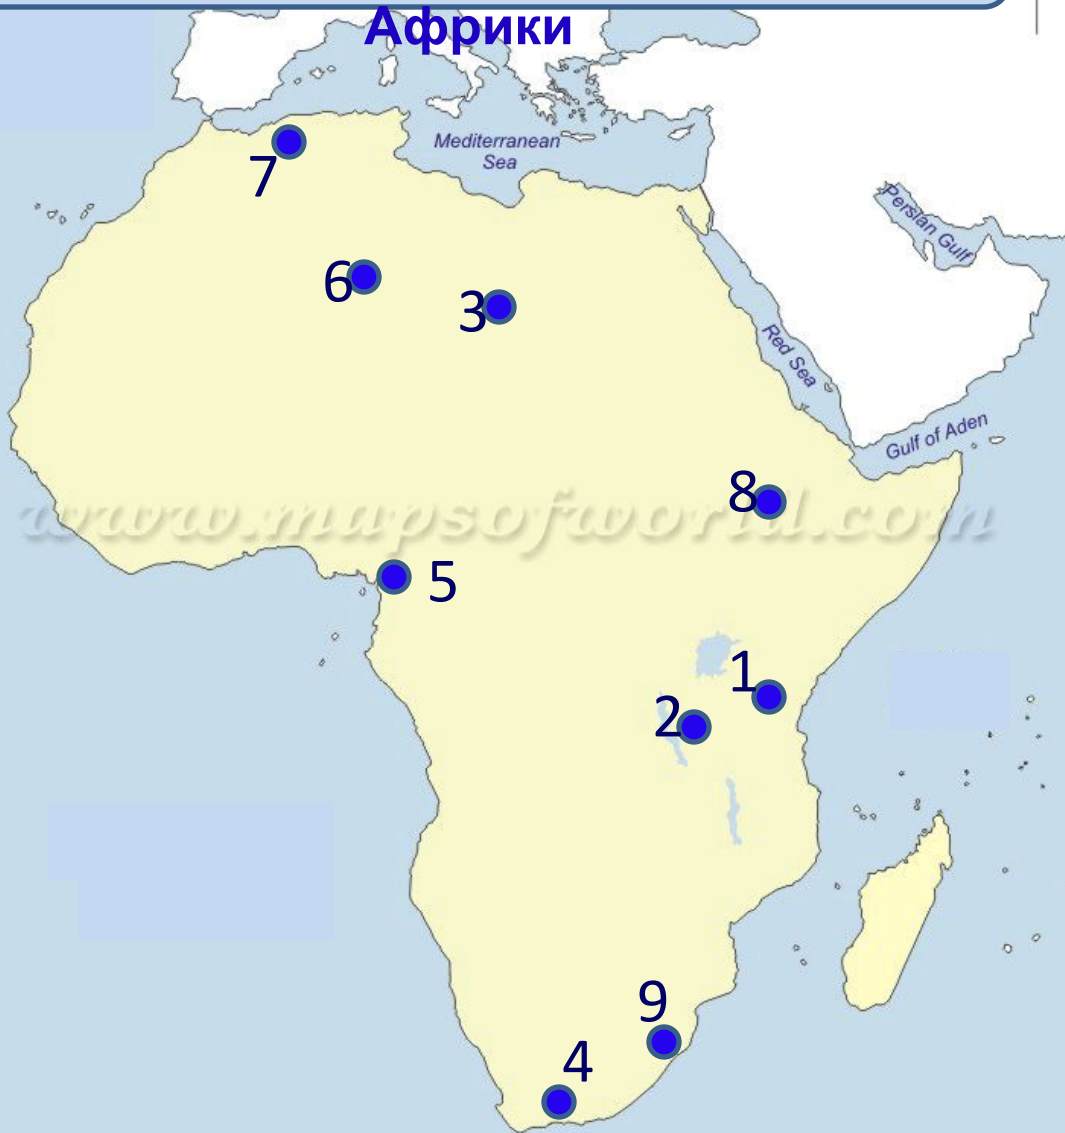 Африки
Mediterranean
Sea
7
Persian Gulf
6
3
Red Sea
Gulf of Aden
8
www.mapsofworld.com
5
1
2
9
4